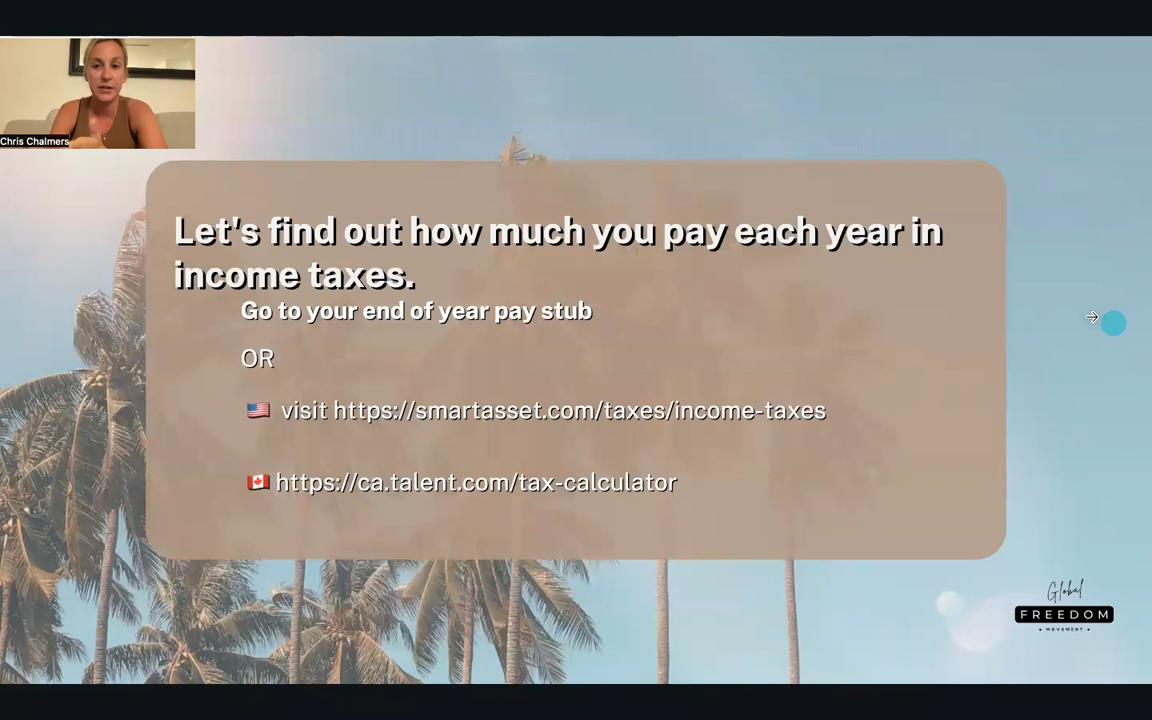 Chris Chalmers
Let's find out how much you pay each year in
income taxes.
Go to your end of year pay stub
OR
🇺🇸 visit https://smartasset.com/taxes/income-taxes
🇨🇦 https://ca.talent.com/tax-calculator
Global
FREEDOM
• MOVEMENT •